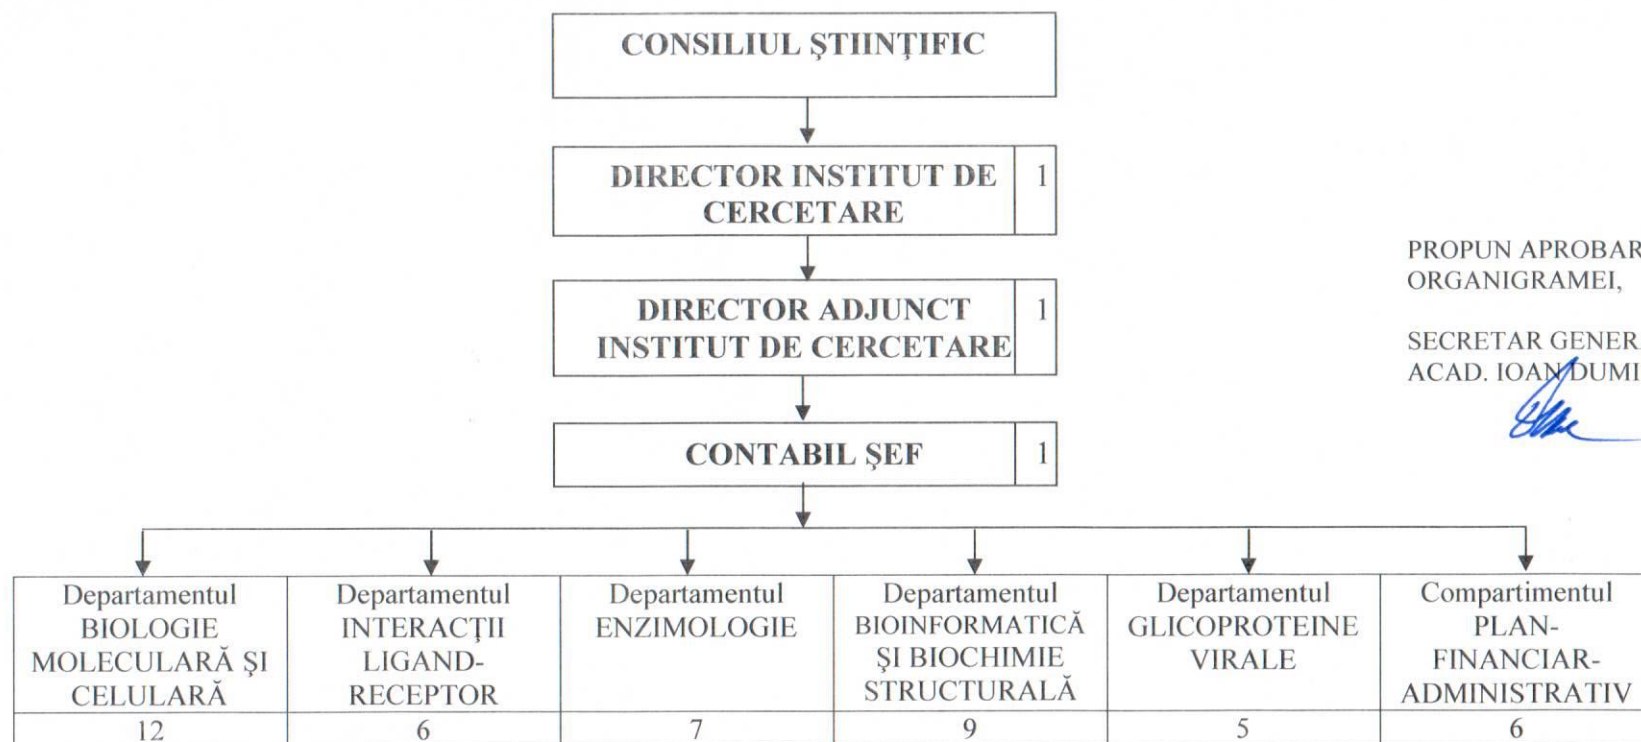 CONSILIUL ŞTIINŢIFIC
DIRECTOR INSTITUT DE
CERCETARE
1
DIRECTOR ADJUNCT
INSTITUT DE CERCETARE
1
CONTABIL ŞEF
1
PROPUN APROBAR
ORGANIGRAMEI,
SECRETAR GENER
ACAD. IOAN DUMI
Departamentul
BIOLOGIE
MOLECULARĂ ŞI
CELULARĂ
12
Departamentul
INTERACŢII
LIGAND-
RECEPTOR
6
Departamentul
ENZIMOLOGIE
7
Departamentul
BIOINFORMATICĂ
ŞI BIOCHIMIE
STRUCTURALĂ
9
Departamentul
GLICOPROTEINE
VIRALE
5
Compartimentul
PLAN-
FINANCIAR-
ADMINISTRATIV
6